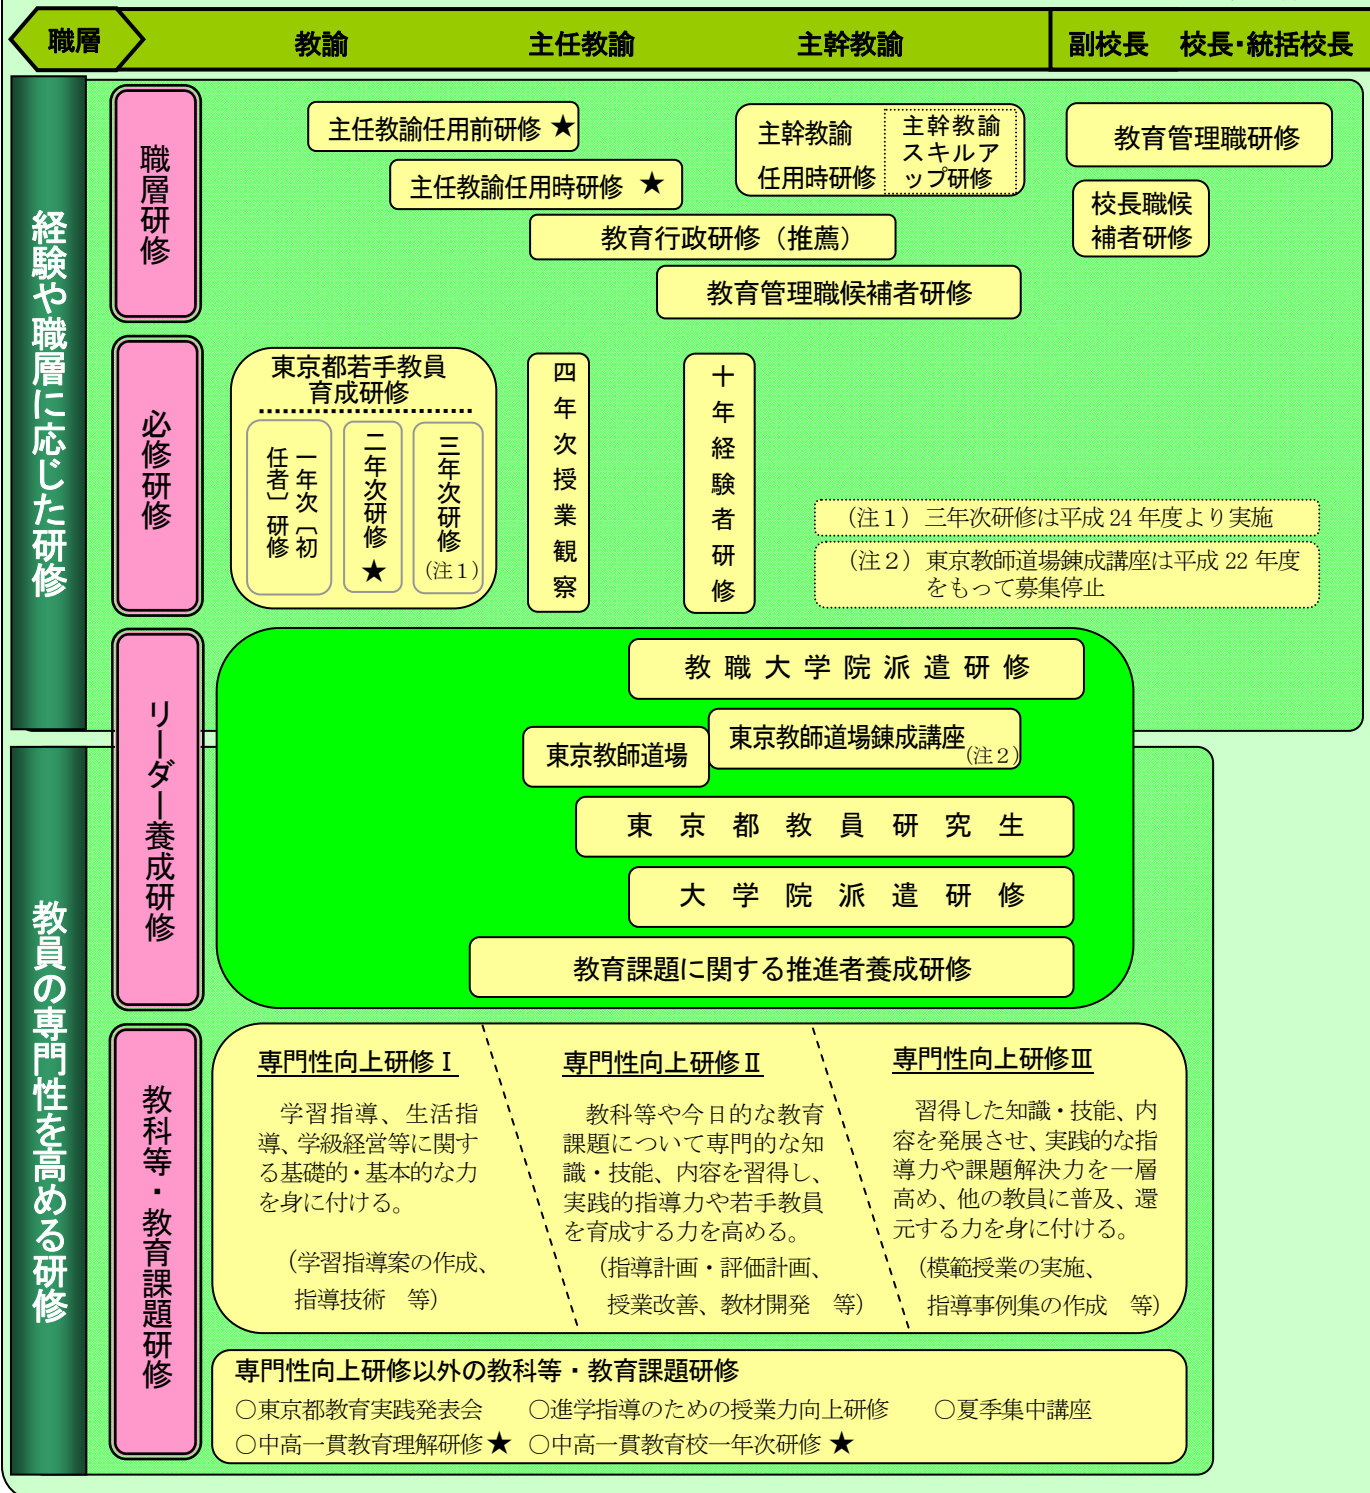 職層
教諭
主任教諭
主幹教諭
副校長
校長・統括校長
経験や職層に応じた研修
職層研修
主任教諭任用前研修★
主任教諭任用時研修 ★
主幹教諭
任用時研修
主幹教諭
スキルア
ップ研修
教育行政研修（推薦）
教育管理職候補者研修
教育管理職研修
校長職候
補者研修
必修研修
東京都若手教員
育成研修
一年次〔初
任者〕研修
二年次研修★
三年次研修（注１）
四年次授業観察
十年経験者研修
（注１）三年次研修は平成 24 年度より実施
（注２）東京教師道場錬成講座は平成 22 年度
をもって募集停止
リーダー養成研修
教職大学院派遣研修
東京教師道場
東京教師道場錬成講座（注２）
東京都教員研究生
大学院派遣研修
教育課題に関する推進者養成研修
教員の専門性を高める研修
教科等・教育課題研修
専門性向上研修Ⅰ
学習指導、生活指
導、学級経営等に関す
る基礎的・基本的な力
を身に付ける。
（学習指導案の作成、
指導技術　等）
専門性向上研修Ⅱ
教科等や今日的な教育
課題について専門的な知
識・技能、内容を習得し、
実践的指導力や若手教員
を育成する力を高める。
（指導計画・評価計画、
授業改善、教材開発　等）
専門性向上研修Ⅲ
習得した知識・技能、内
容を発展させ、実践的な指
導力や課題解決力を一層
高め、他の教員に普及、還
元する力を身に付ける。
（模範授業の実施、
指導事例集の作成　等）
専門性向上研修以外の教科等・教育課題研修
○東京都教育実践発表会　○進学指導のための授業力向上研修　○夏季集中講座
○中高一貫教育理解研修★　○中高一貫教育校一年次研修★